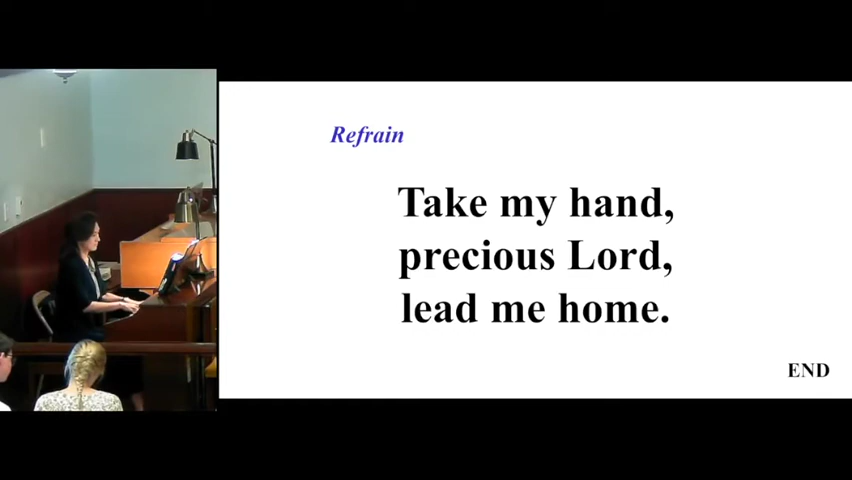 Refrain
Take my hand,
precious Lord,
lead me home.
END